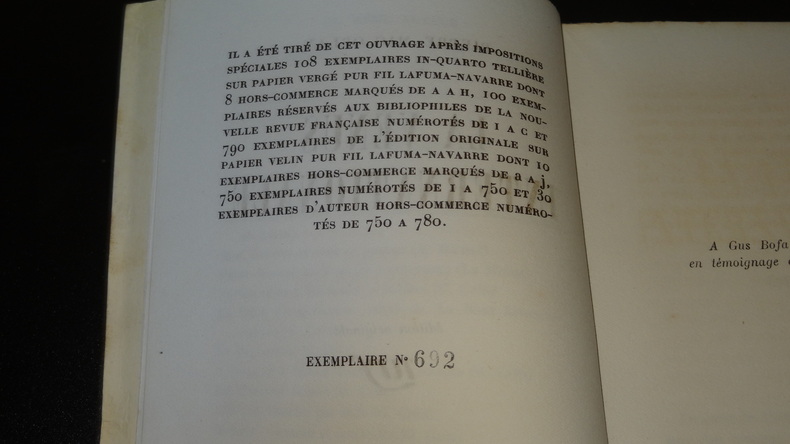 IL A ÉTÉ TIRÉ DE CET OUVRAGE APRÈS IMPOSITIONS
SPÉCIALES 108 EXEMPLAIRES IN-QUARTO TELLIÈRE
SUR PAPIER VERGÉ PUR FIL LAFUMA-NAVARRE DONT
8 HORS-COMMERCE MARQUÉS DE A A H, 100 EXEM-
PLAIRES RÉSERVÉS AUX BIBLIOPHILES DE LA NOU-
VELLE REVUE FRANÇAISE NUMÉROTÉS DE I A C ET
790 EXEMPLAIRES DE L'ÉDITION ORIGINALE SUR
PAPIER VELIN PUR FIL LAFUMA-NAVARRE DONT 10
EXEMPLAIRES HORS-COMMERCE MARQUÉS DE a A j.
750 EXEMPLAIRES NUMÉROTÉS DE 1 A 750 ET 30
EXEMPLAIRES D'AUTEUR HORS-COMMERCE NUMÉRO-
TÉS DE 750 A 780.
EXEMPLAIRE N° 692
A Gus Bofa
en témoignage